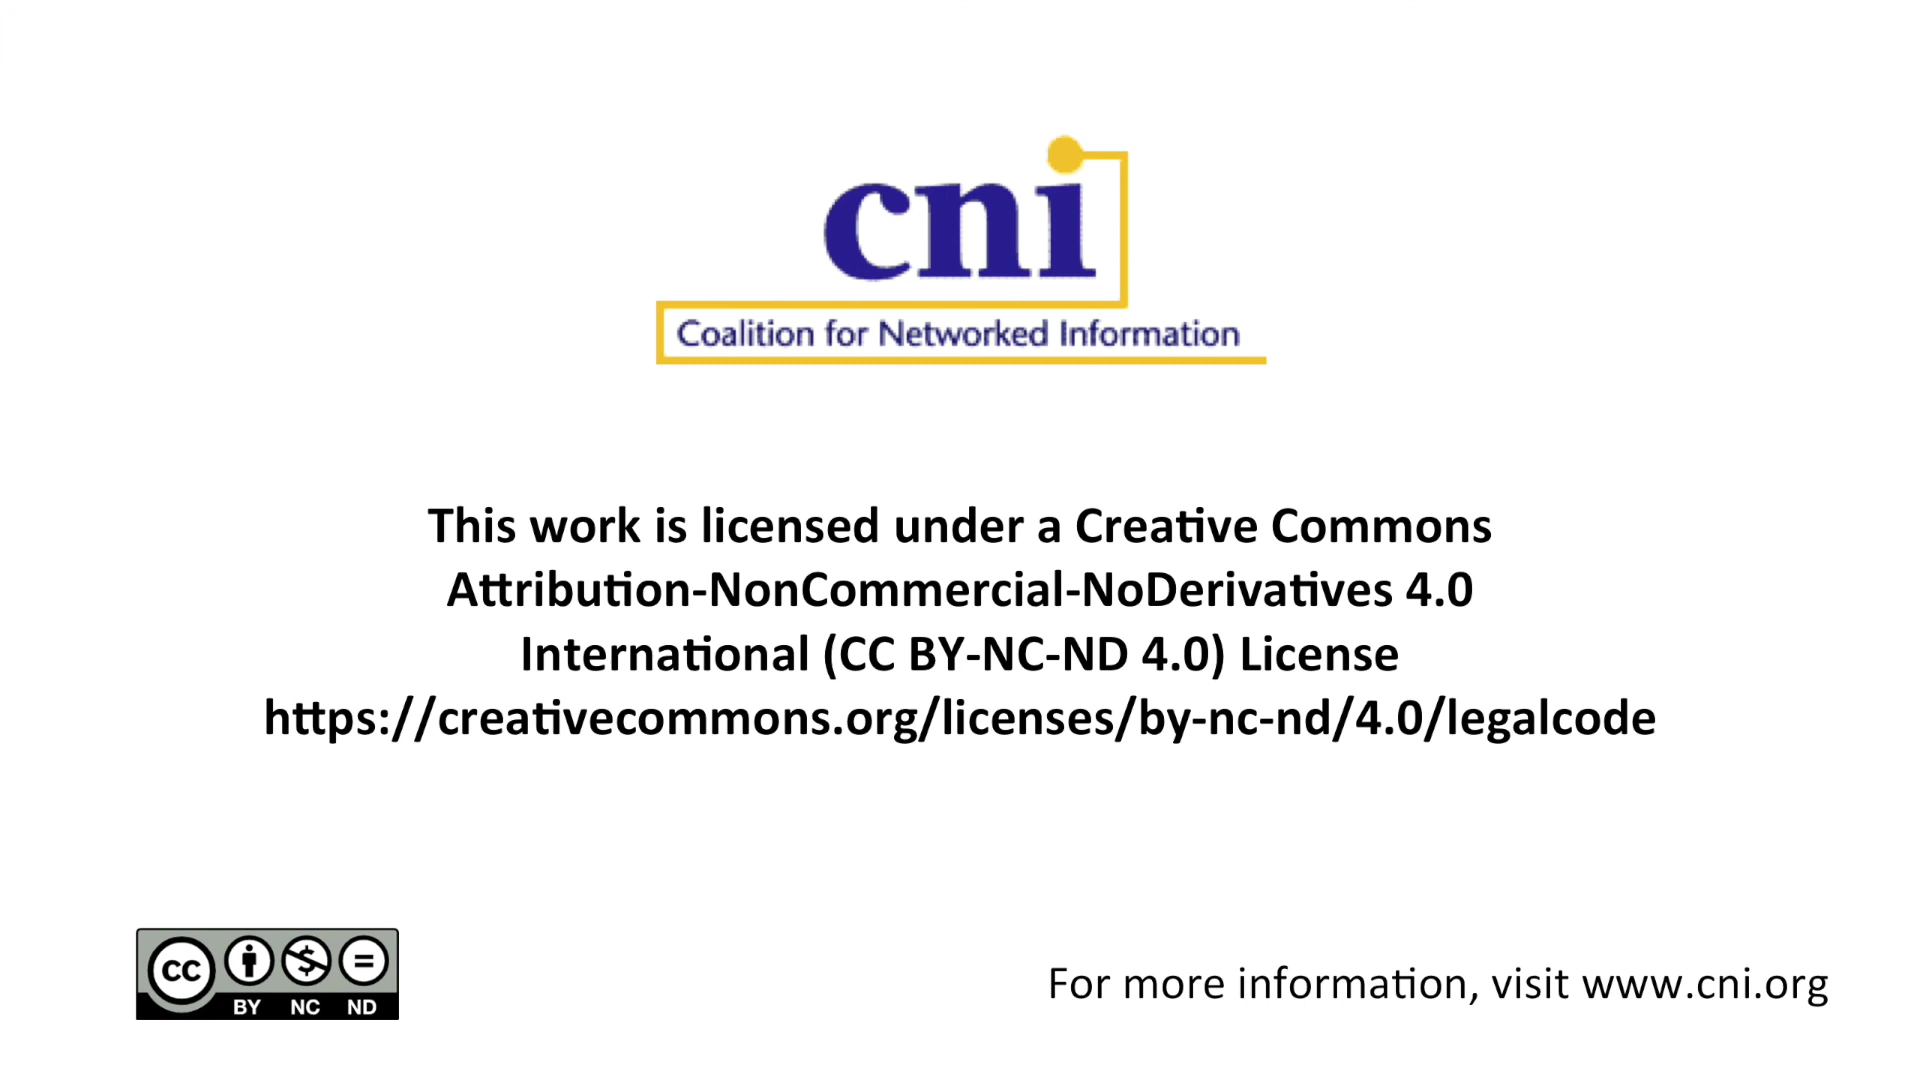 cni
Coalition for Networked Information
This work is licensed under a Creative Commons
Attribution-NonCommercial-NoDerivatives 4.0
International (CC BY-NC-ND 4.0) License
https://creativecommons.org/licenses/by-nc-nd/4.0/legalcode
cc
BY NC ND
For more information, visit www.cni.org